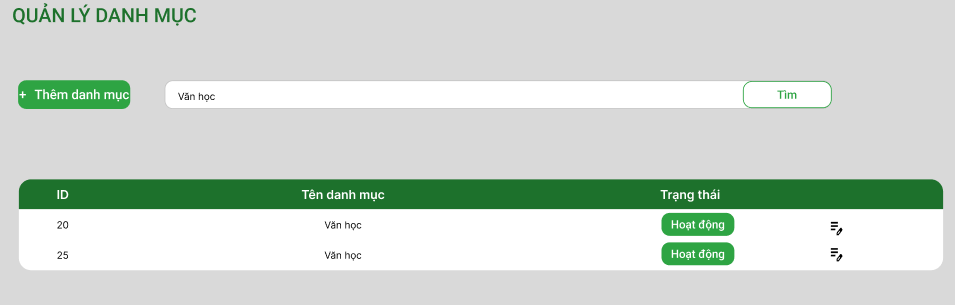 QUẢN LÝ DANH MỤC
+ Thêm danh mục Văn học Tìm
ID Tên danh mục Trạng thái
20 Văn học Hoạt động
25 Văn học Hoạt động